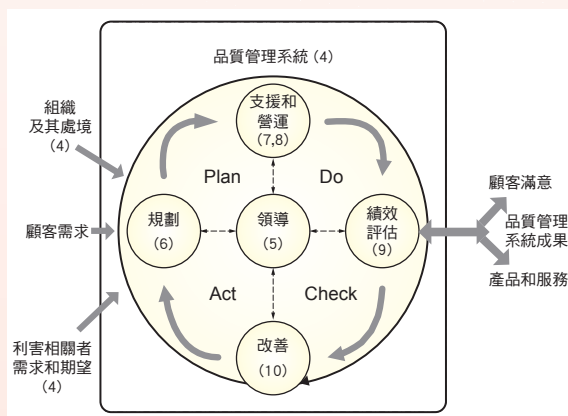 品質管理系統 (4)
組織
及其處境
(4)
支援和
營運
(7,8)
Plan
Do
顧客滿意
顧客需求
規劃
(6)
領導
(5)
績效
評估
(9)
品質管理
系統成果
產品和服務
Act
Check
利害相關者
需求和期望
(4)
改善
(10)